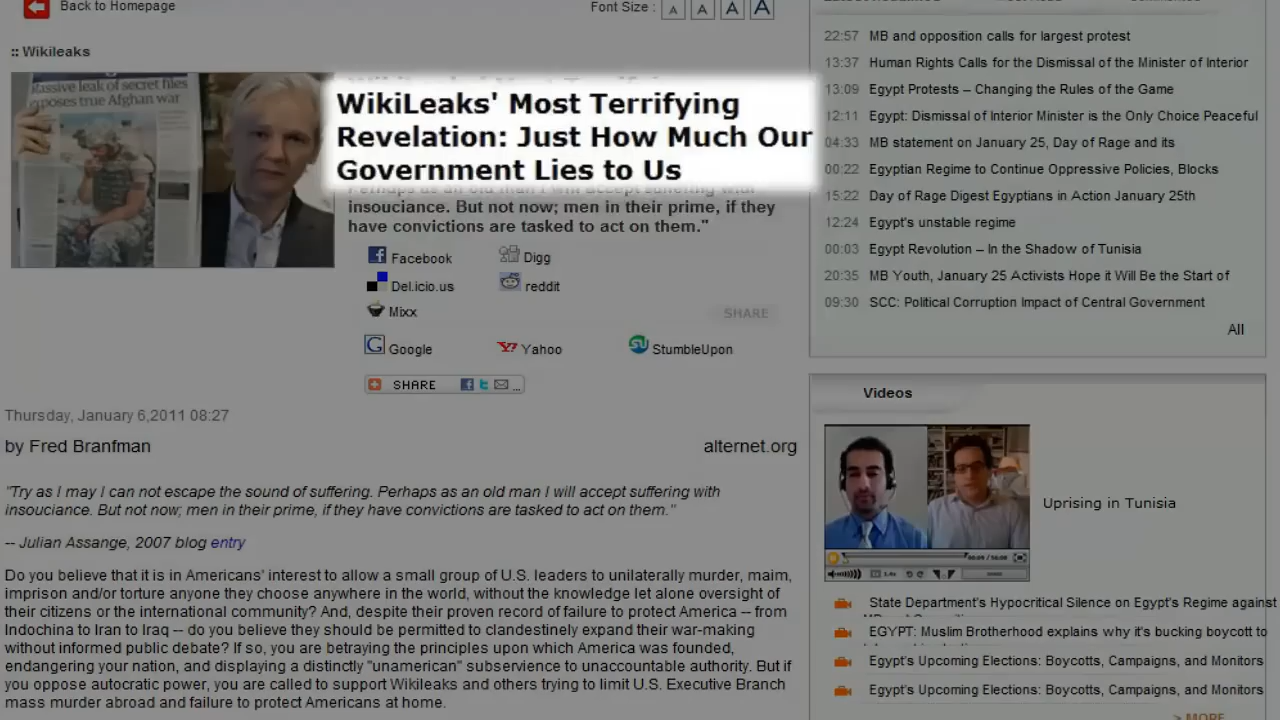 Back to Homepage
Font Size :
A A A A
:: Wikileaks
Massive leak of secret files
exposes true Afghan war
WikiLeaks' Most Terrifying
Revelation: Just How Much Our
Government Lies to Us
insouciance. But not now; men in their prime, if they
have convictions are tasked to act on them."
Facebook
Digg
Del.icio.us
reddit
Mixx
SHARE
Google
Yahoo
StumbleUpon
SHARE
Thursday, January 6,2011 08:27
by Fred Branfman
alternet.org
"Try as I may I can not escape the sound of suffering. Perhaps as an old man I will accept suffering with
insouciance. But not now; men in their prime, if they have convictions are tasked to act on them."
-- Julian Assange, 2007 blog entry
Do you believe that it is in Americans' interest to allow a small group of U.S. leaders to unilaterally murder, maim,
imprison and/or torture anyone they choose anywhere in the world, without the knowledge let alone oversight of
their citizens or the international community? And, despite their proven record of failure to protect America -- from
Indochina to Iran to Iraq -- do you believe they should be permitted to clandestinely expand their war-making
without informed public debate? If so, you are betraying the principles upon which America was founded,
endangering your nation, and displaying a distinctly "unamerican" subservience to unaccountable authority. But if
you oppose autocratic power, you are called to support Wikileaks and others trying to limit U.S. Executive Branch
mass murder abroad and failure to protect Americans at home.
22:57 MB and opposition calls for largest protest
13:37 Human Rights Calls for the Dismissal of the Minister of Interior
13:09 Egypt Protests – Changing the Rules of the Game
12:11 Egypt: Dismissal of Interior Minister is the Only Choice Peaceful
04:33 MB statement on January 25, Day of Rage and its
00:22 Egyptian Regime to Continue Oppressive Policies, Blocks
15:22 Day of Rage Digest Egyptians in Action January 25th
12:24 Egypt's unstable regime
00:03 Egypt Revolution – In the Shadow of Tunisia
20:35 MB Youth, January 25 Activists Hope it Will Be the Start of
09:30 SCC: Political Corruption Impact of Central Government
All
Videos
Uprising in Tunisia
State Department's Hypocritical Silence on Egypt's Regime against
EGYPT: Muslim Brotherhood explains why it's bucking boycott to
Egypt's Upcoming Elections: Boycotts, Campaigns, and Monitors
Egypt's Upcoming Elections: Boycotts, Campaigns, and Monitors
> MORE